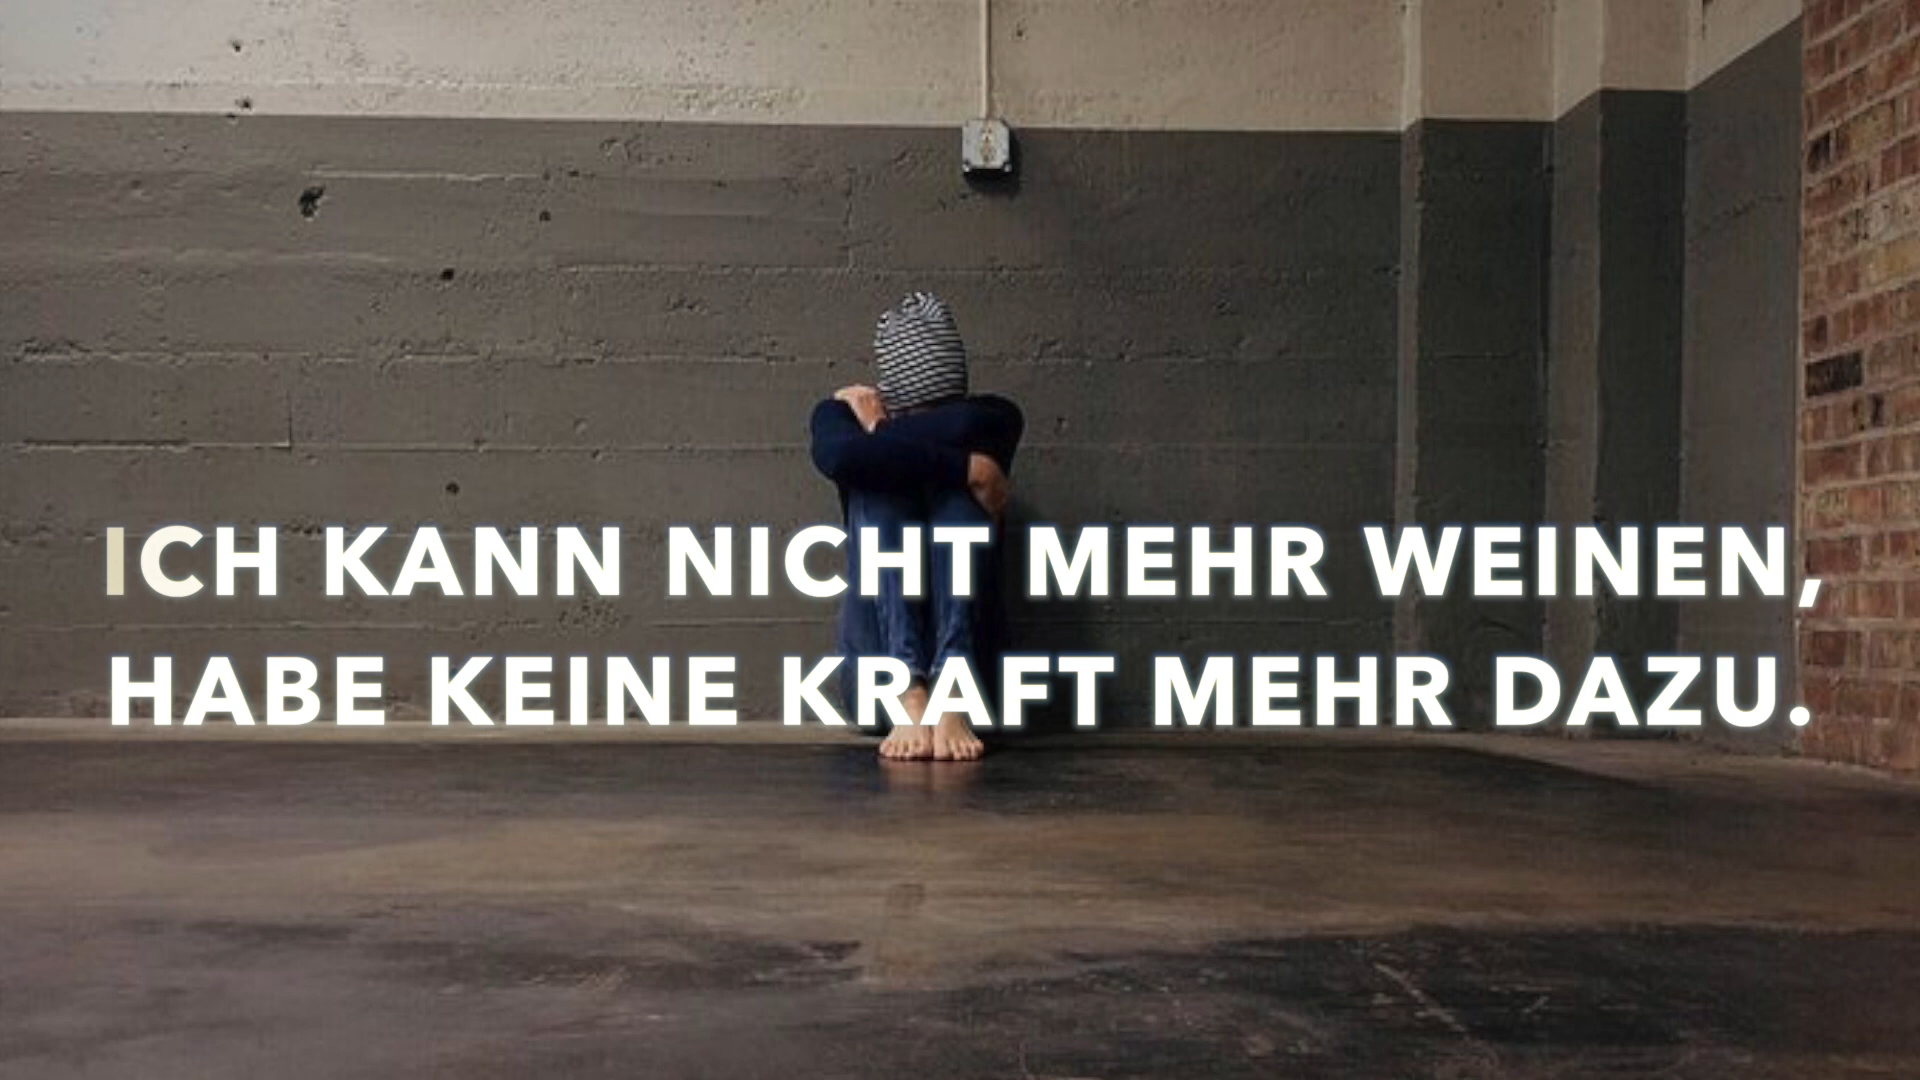 ICH KANN NICHT MEHR WEINEN,
HABE KEINE KRAFT MEHR DAZU.